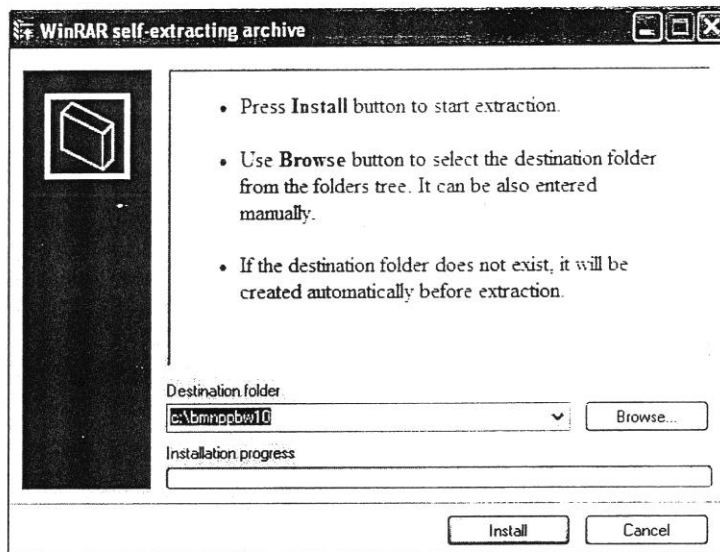 WinRAR self-extracting archive
• Press Install button to start extraction.
• Use Browse button to select the destination folder
from the folders tree. It can be also entered
manually.
• If the destination folder does not exist, it will be
created automatically before extraction.
Destination folder
c:\bmnppbw10
Browse...
Installation progress
Install
Cancel